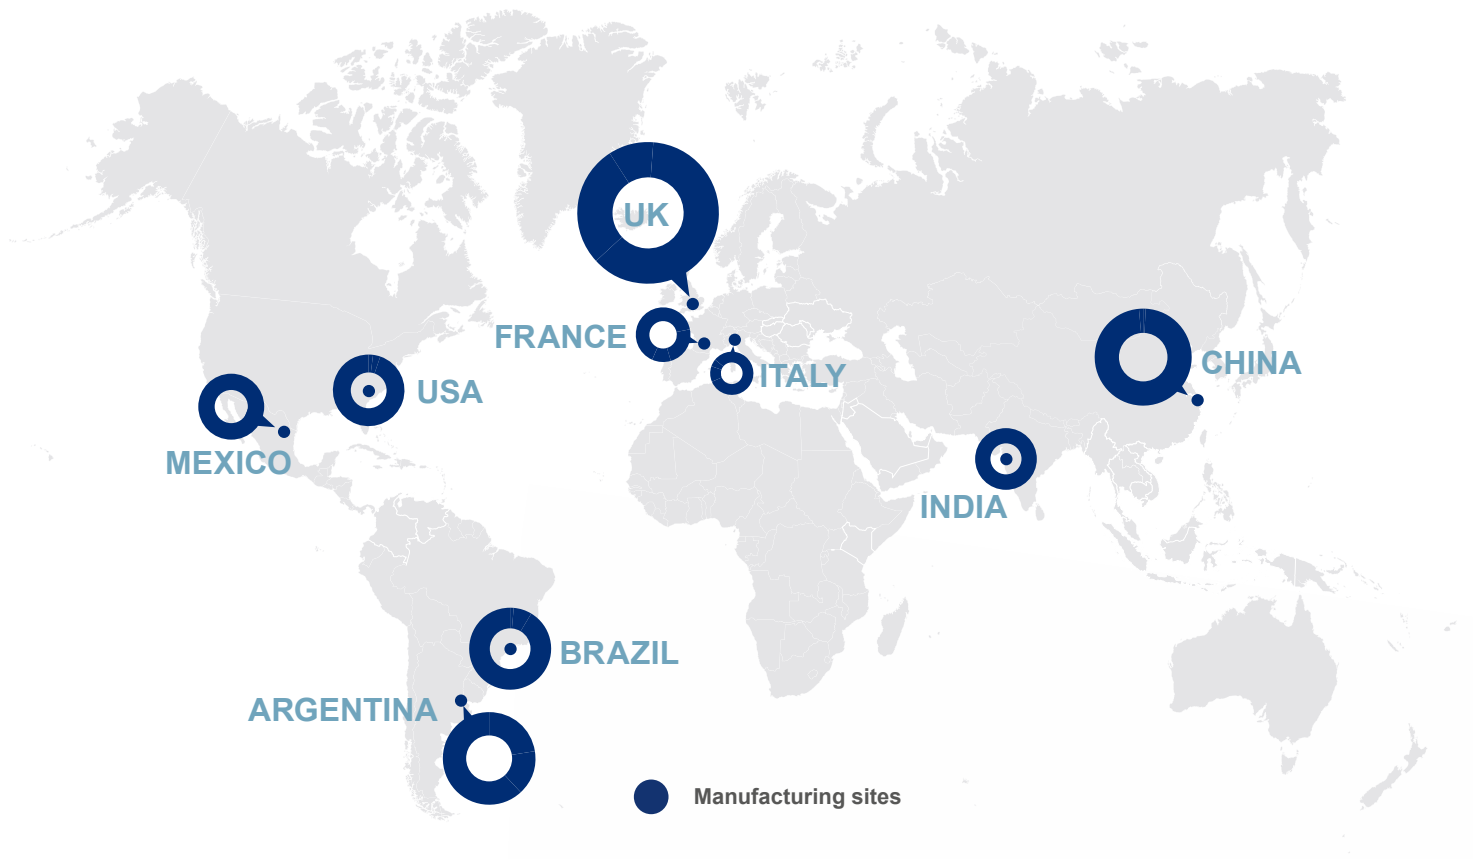 UK
FRANCE
ITALY
CHINA
USA
MEXICO
INDIA
BRAZIL
ARGENTINA
Manufacturing sites